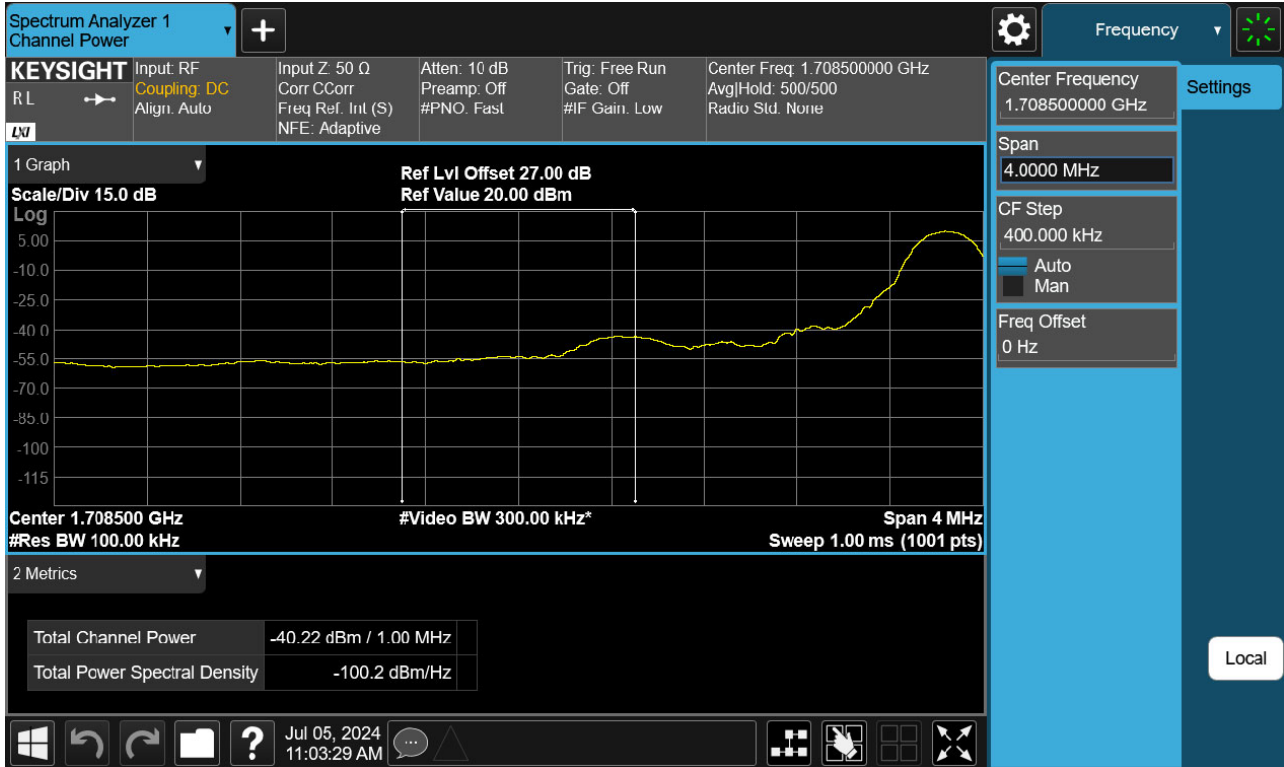 Spectrum Analyzer 1
Channel Power
Frequency
KEYSIGHT
R L
LXI
Input: RF
Coupling: DC
Align: Auto
Input Z: 50 Ω
Corr CCorr
Freq Ref: Int (S)
NFE: Adaptive
Atten: 10 dB
Preamp: Off
#PNO: Fast
Trig: Free Run
Gate: Off
#IF Gain: Low
Center Freq: 1.708500000 GHz
Avg|Hold: 500/500
Radio Std: None
Center Frequency
1.708500000 GHz
Settings
Span
4.0000 MHz
CF Step
400.000 kHz
Auto
Man
Freq Offset
0 Hz
1 Graph
Scale/Div 15.0 dB
Ref Lvl Offset 27.00 dB
Ref Value 20.00 dBm
Log
5.00
-10.0
-25.0
-40.0
-55.0
-70.0
-85.0
-100
-115
Center 1.708500 GHz
#Video BW 300.00 kHz*
Span 4 MHz
#Res BW 100.00 kHz
Sweep 1.00 ms (1001 pts)
2 Metrics
Total Channel Power -40.22 dBm / 1.00 MHz
Total Power Spectral Density -100.2 dBm/Hz
Local
?
Jul 05, 2024
11:03:29 AM